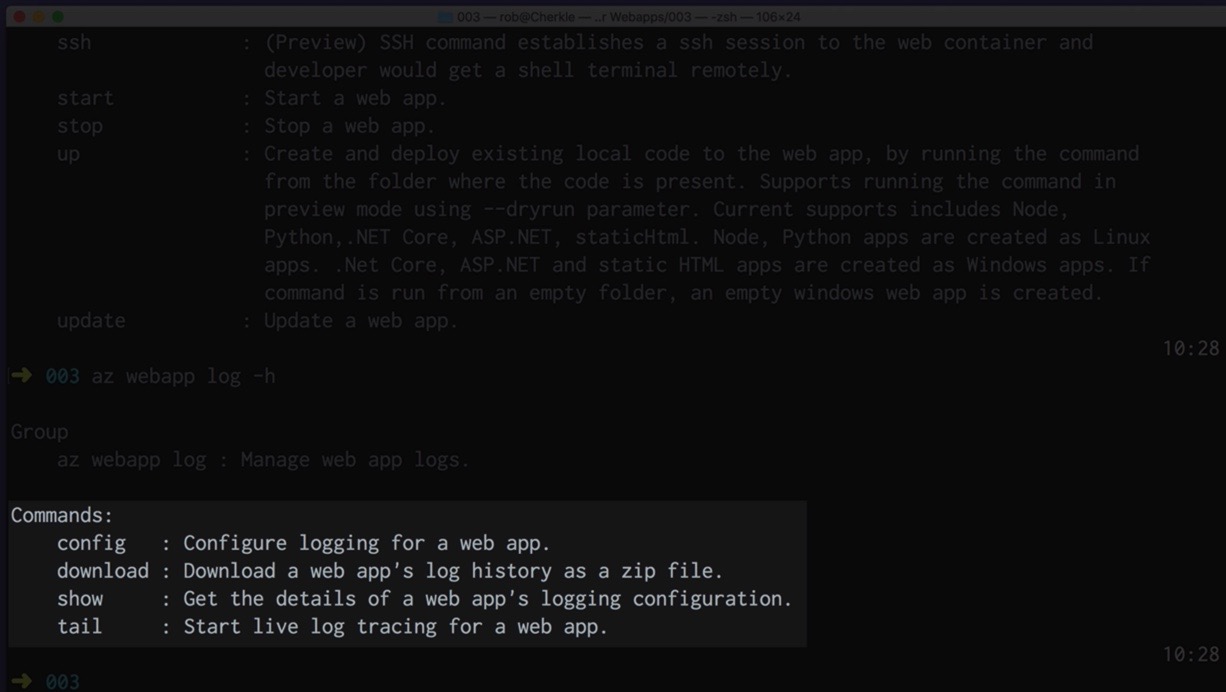 003 — rob@Cherkle — ..r Webapps/003 — -zsh — 106×24
ssh : (Preview) SSH command establishes a ssh session to the web container and
developer would get a shell terminal remotely.
start : Start a web app.
stop : Stop a web app.
up : Create and deploy existing local code to the web app, by running the command
from the folder where the code is present. Supports running the command in
preview mode using --dryrun parameter. Current supports includes Node,
Python,.NET Core, ASP.NET, staticHtml. Node, Python apps are created as Linux
apps. .Net Core, ASP.NET and static HTML apps are created as Windows apps. If
command is run from an empty folder, an empty windows web app is created.
update : Update a web app.
10:28
➜ 003 az webapp log -h
Group
az webapp log : Manage web app logs.
Commands:
config : Configure logging for a web app.
download : Download a web app's log history as a zip file.
show : Get the details of a web app's logging configuration.
tail : Start live log tracing for a web app.
10:28
➜ 003